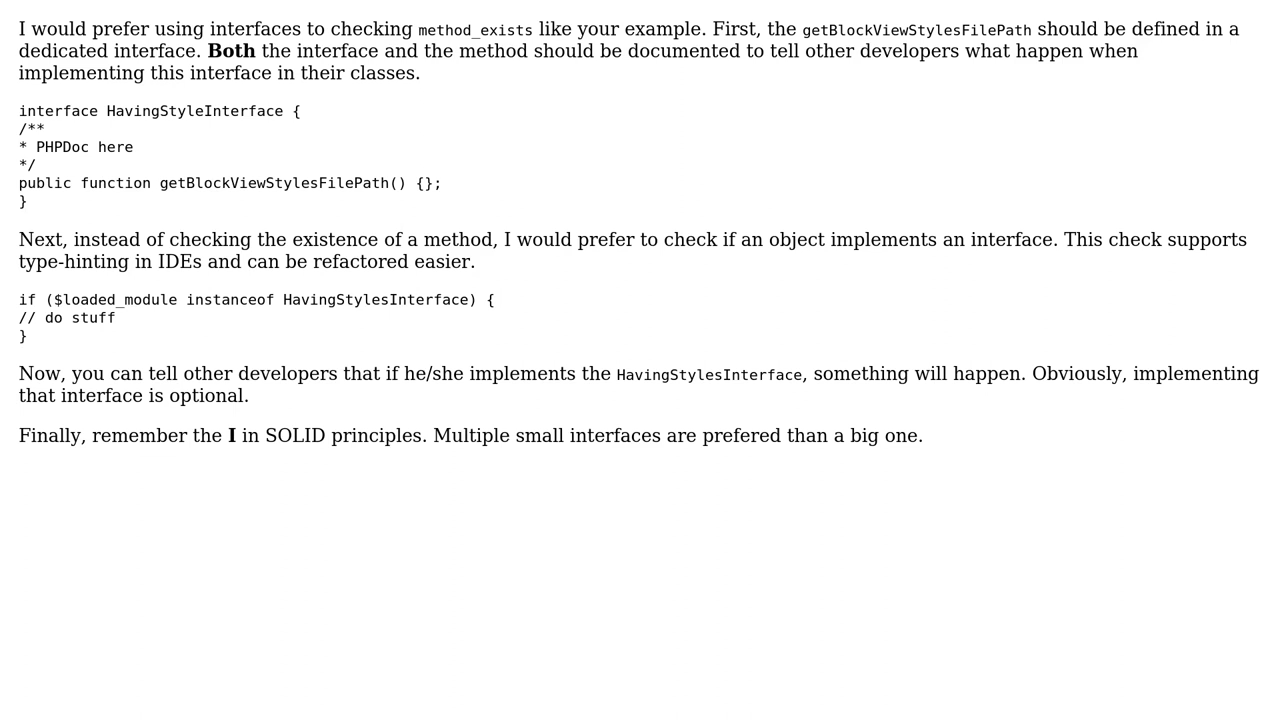 I would prefer using interfaces to checking method_exists like your example. First, the getBlockViewStylesFilePath should be defined in a
dedicated interface. Both the interface and the method should be documented to tell other developers what happen when
implementing this interface in their classes.
interface HavingStyleInterface {
/**
* PHPDoc here
*/
public function getBlockViewStylesFilePath() {};
}
Next, instead of checking the existence of a method, I would prefer to check if an object implements an interface. This check supports
type-hinting in IDEs and can be refactored easier.
if ($loaded_module instanceof HavingStylesInterface) {
// do stuff
}
Now, you can tell other developers that if he/she implements the HavingStylesInterface, something will happen. Obviously, implementing
that interface is optional.
Finally, remember the I in SOLID principles. Multiple small interfaces are prefered than a big one.